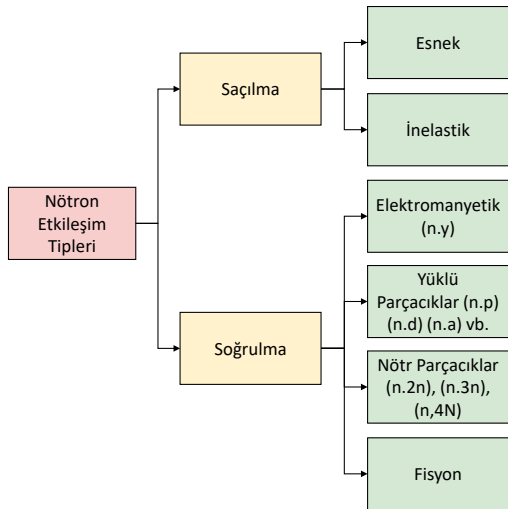 Nötron
Etkileşim
Tipleri
Saçılma
Esnek
İnelastik
Soğrulma
Elektromanyetik
(n.y)
Yüklü
Parçacıklar (n.p)
(n.d) (n.a) vb.
Nötr Parçacıklar
(n.2n), (n.3n),
(n,4N)
Fisyon